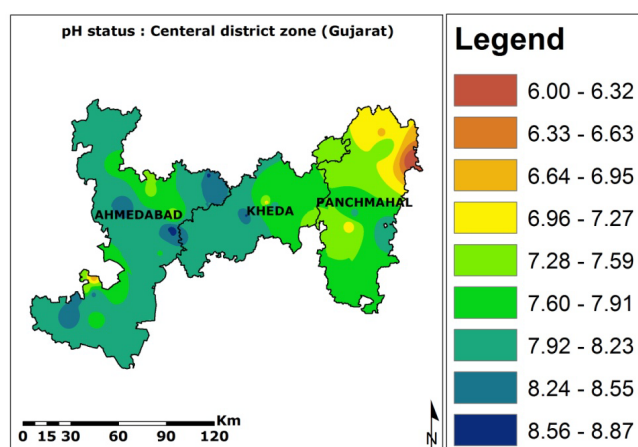 pH status : Centeral district zone (Gujarat)
AHMEDABAD
KHEDA
PANCHMAHAL
Km
0 15 30 60 90 120
N
Legend
6.00 - 6.32
6.33 - 6.63
6.64 - 6.95
6.96 - 7.27
7.28 - 7.59
7.60 - 7.91
7.92 - 8.23
8.24 - 8.55
8.56 - 8.87